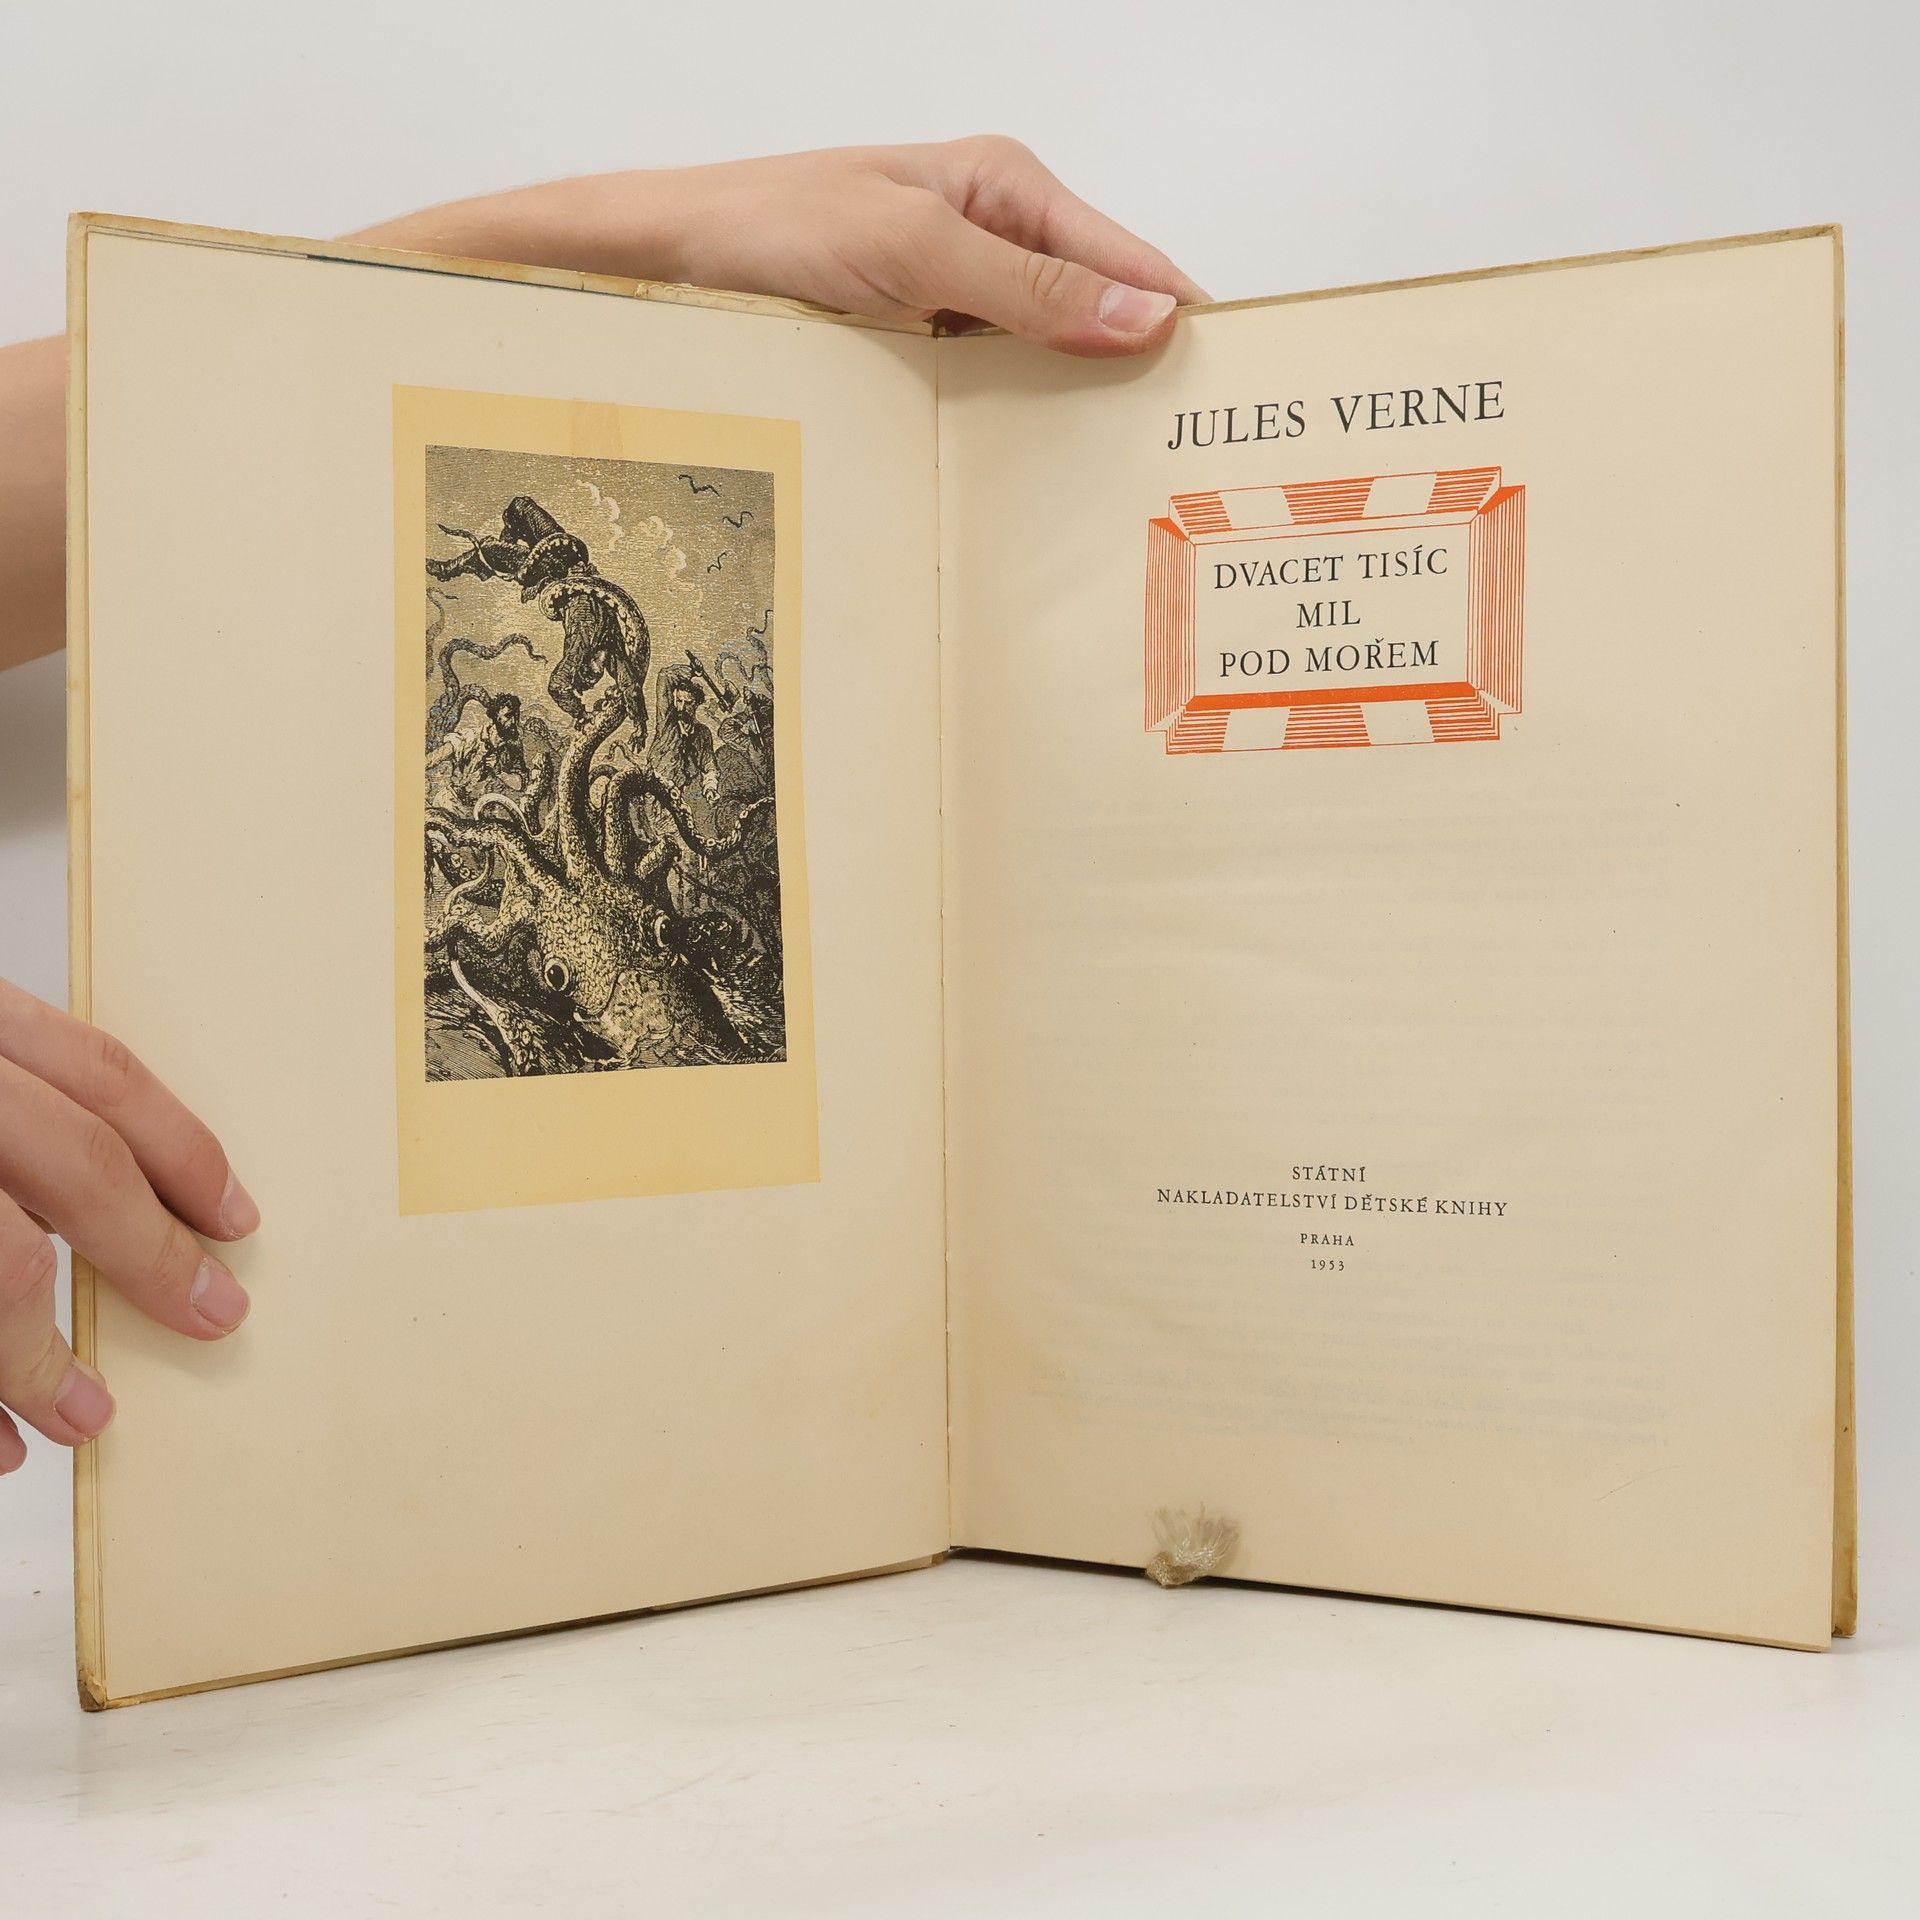 JULES VERNE
DVACET TISÍC
MIL
POD MOŘEM
STÁTNÍ
NAKLADATELSTVÍ DĚTSKÉ KNIHY
PRAHA
1953